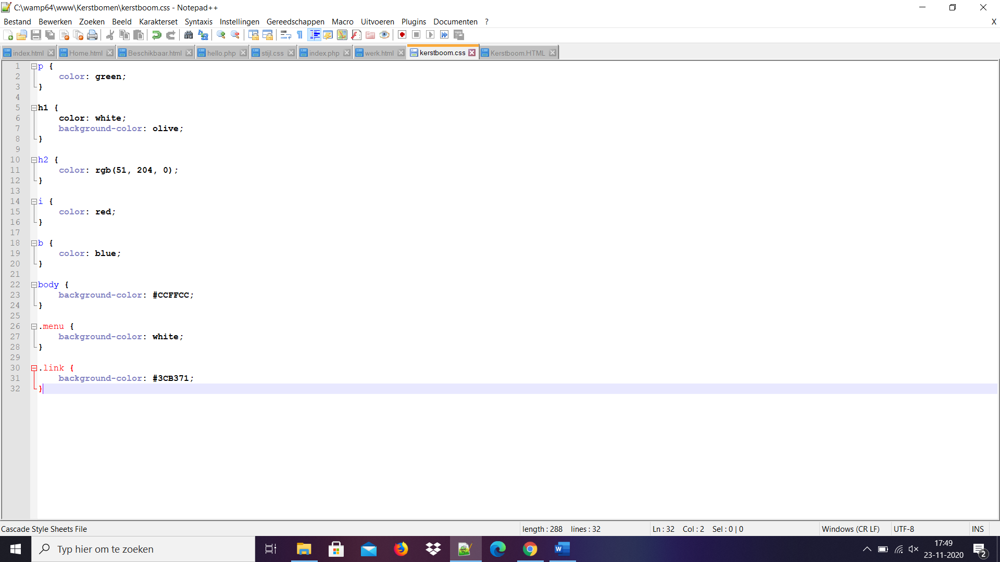 C:\wamp64\www\Kerstbomen\kerstboom.css - Notepad++
Bestand Bewerken Zoeken Beeld Karakterset Syntaxis Instellingen Gereedschappen Macro Uitvoeren Plugins Documenten ? X
index.html Home.html Beschikbaar.html hello.php stijl.css index.php werk.html kerstboom.css Kerstboom.HTML
1 p {
2 color: green;
3 }
4
5 h1 {
6 color: white;
7 background-color: olive;
8 }
9
10 h2 {
11 color: rgb(51, 204, 0);
12 }
13
14 i {
15 color: red;
16 }
17
18 b {
19 color: blue;
20 }
21
22 body {
23 background-color: #CCFFCC;
24 }
25
26 .menu {
27 background-color: white;
28 }
29
30 .link {
31 background-color: #3CB371;
32 }
Cascade Style Sheets File length : 288 lines : 32 Ln : 32 Col : 2 Sel : 0 | 0 Windows (CR LF) UTF-8 INS
Typ hier om te zoeken
17:49
23-11-2020
2